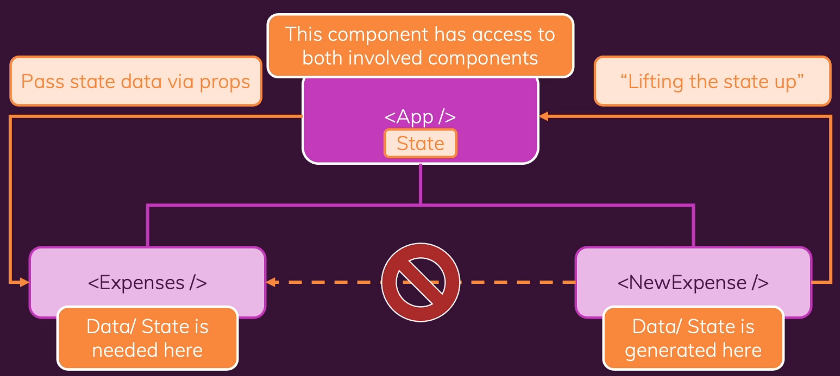 This component has access to
both involved components
Pass state data via props
“Lifting the state up”
<App />
State
<Expenses />
<NewExpense />
Data/ State is
needed here
Data/ State is
generated here